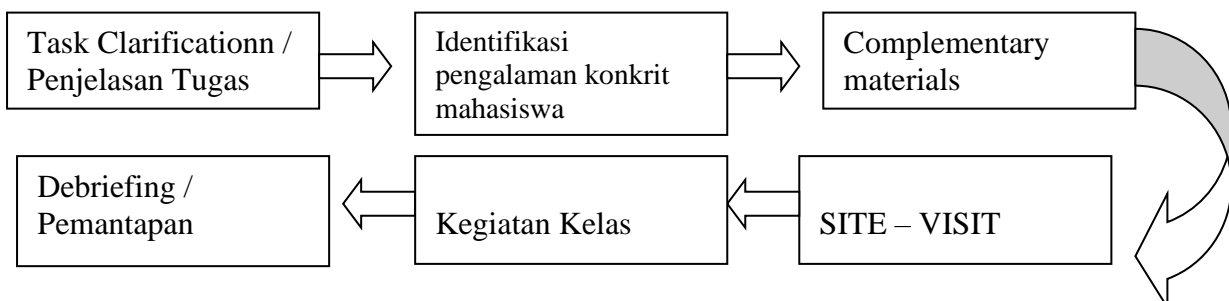 Task Clarificationn /
Penjelasan Tugas
Identifikasi
pengalaman konkrit
mahasiswa
Complementary
materials
SITE – VISIT
Kegiatan Kelas
Debriefing /
Pemantapan